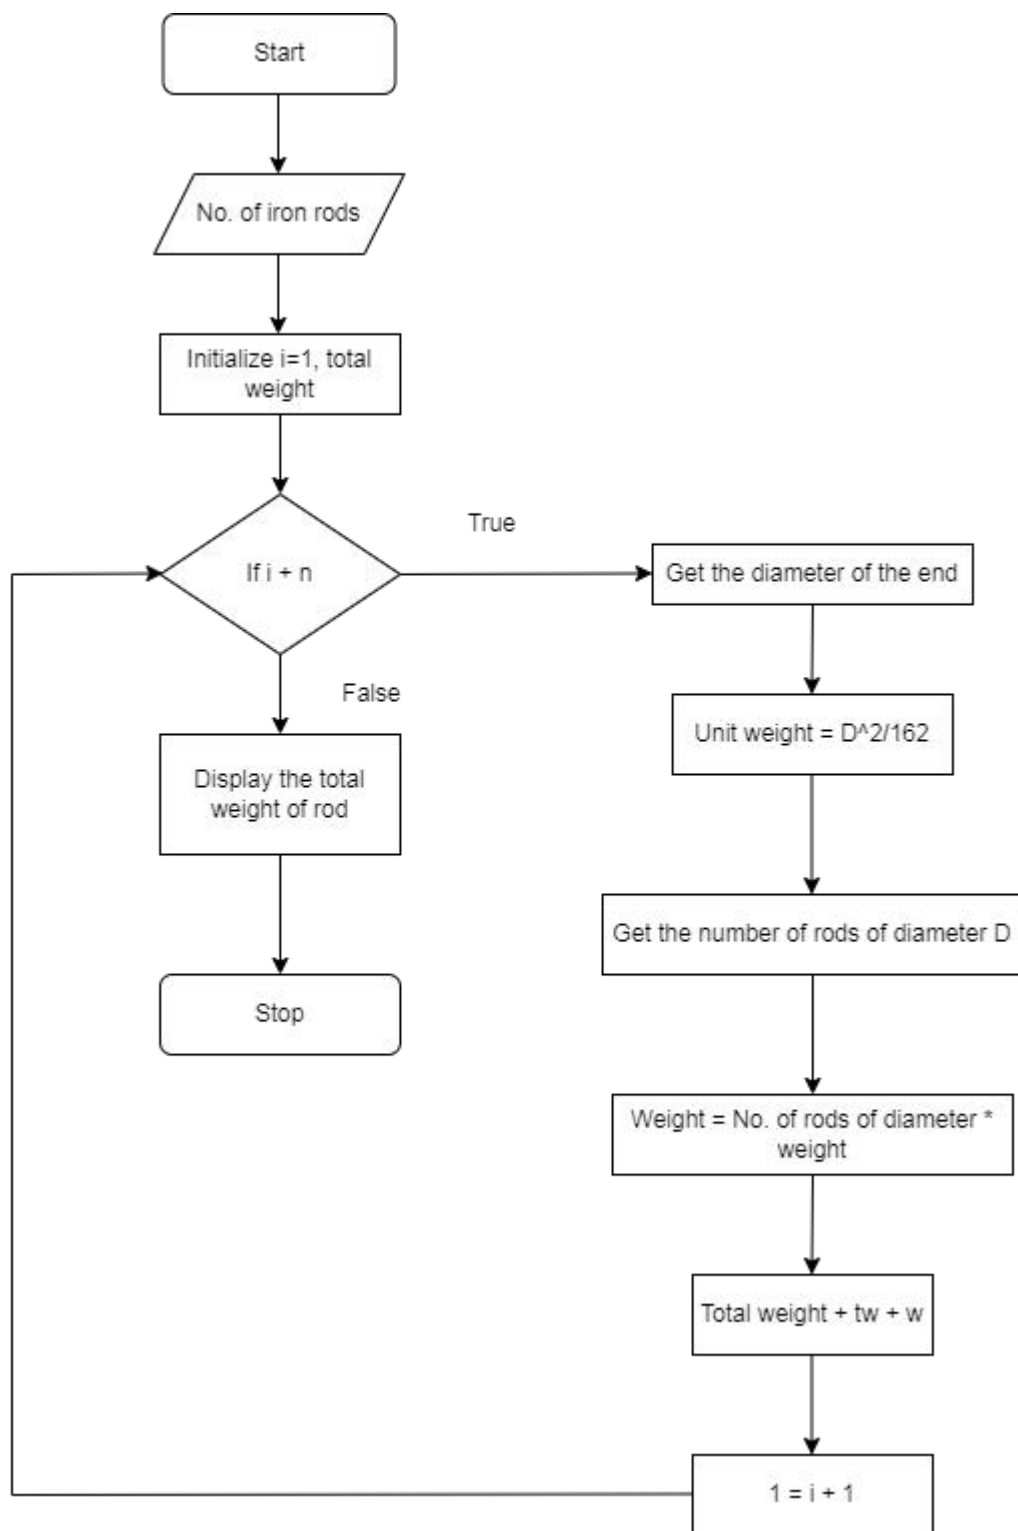 Start
No. of iron rods
Initialize i=1, total
weight
If i + n
True
False
Display the total
weight of rod
Stop
Get the diameter of the end
Unit weight = D^2/162
Get the number of rods of diameter D
Weight = No. of rods of diameter *
weight
Total weight + tw + w
1 = i + 1